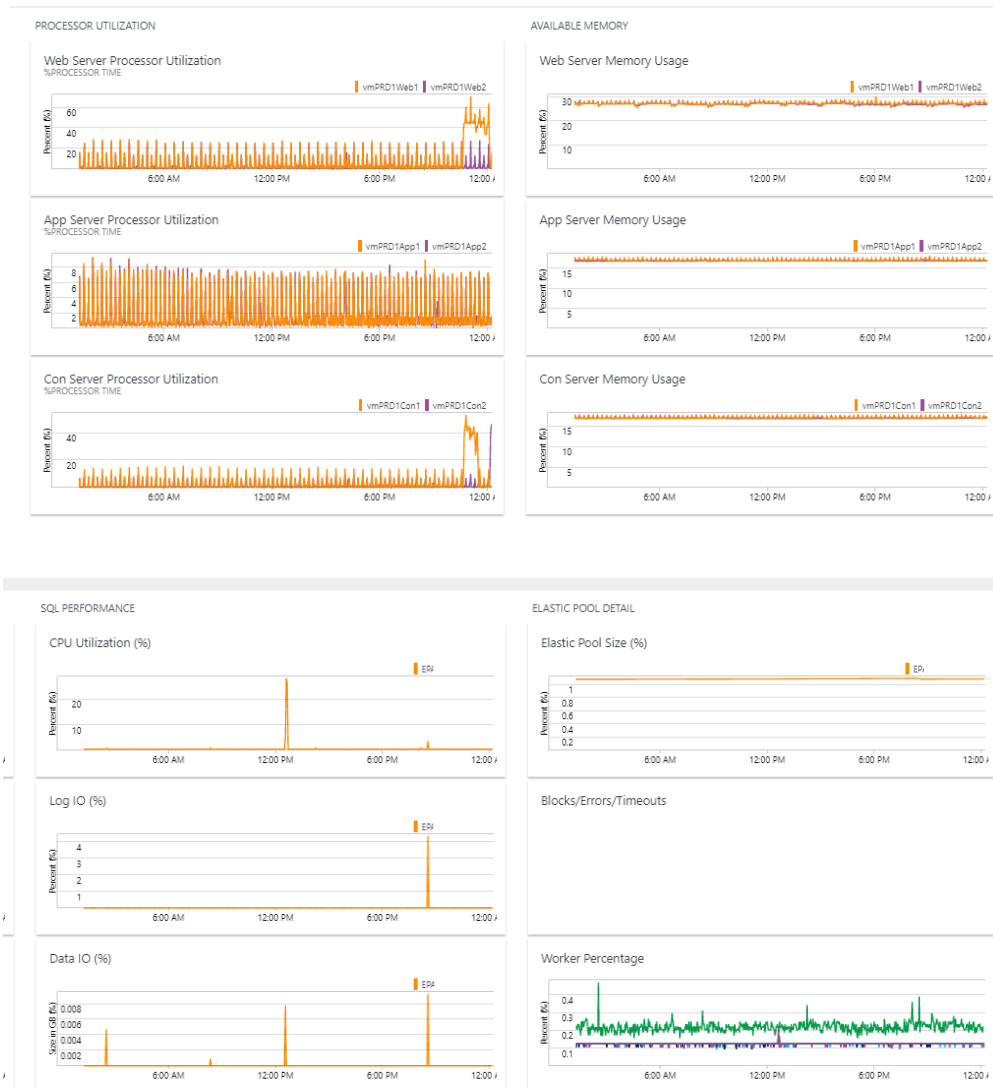 PROCESSOR UTILIZATION
Web Server Processor Utilization
%PROCESSOR TIME
vmPRD1Web1 vmPRD1Web2
Percent (%)
60
40
20
6:00 AM 12:00 PM 6:00 PM 12:00 A
App Server Processor Utilization
%PROCESSOR TIME
vmPRD1App1 vmPRD1App2
Percent (%)
8
6
4
2
6:00 AM 12:00 PM 6:00 PM 12:00 A
Con Server Processor Utilization
%PROCESSOR TIME
vmPRD1Con1 vmPRD1Con2
Percent (%)
40
20
6:00 AM 12:00 PM 6:00 PM 12:00 A
AVAILABLE MEMORY
Web Server Memory Usage
vmPRD1Web1 vmPRD1Web2
Percent (%)
30
20
10
6:00 AM 12:00 PM 6:00 PM 12:00 A
App Server Memory Usage
vmPRD1App1 vmPRD1App2
Percent (%)
15
10
5
6:00 AM 12:00 PM 6:00 PM 12:00 A
Con Server Memory Usage
vmPRD1Con1 vmPRD1Con2
Percent (%)
15
10
5
6:00 AM 12:00 PM 6:00 PM 12:00 A
SQL PERFORMANCE
CPU Utilization (%)
EPA
Percent (%)
20
10
6:00 AM 12:00 PM 6:00 PM 12:00 A
Log IO (%)
EPA
Percent (%)
4
3
2
1
6:00 AM 12:00 PM 6:00 PM 12:00 A
Data IO (%)
EPA
Size in GB (%)
0.008
0.006
0.004
0.002
6:00 AM 12:00 PM 6:00 PM 12:00 A
ELASTIC POOL DETAIL
Elastic Pool Size (%)
EP
Percent (%)
1
0.8
0.6
0.4
0.2
6:00 AM 12:00 PM 6:00 PM 12:00 A
Blocks/Errors/Timeouts
Worker Percentage
Percent (%)
0.4
0.3
0.2
0.1
6:00 AM 12:00 PM 6:00 PM 12:00 A